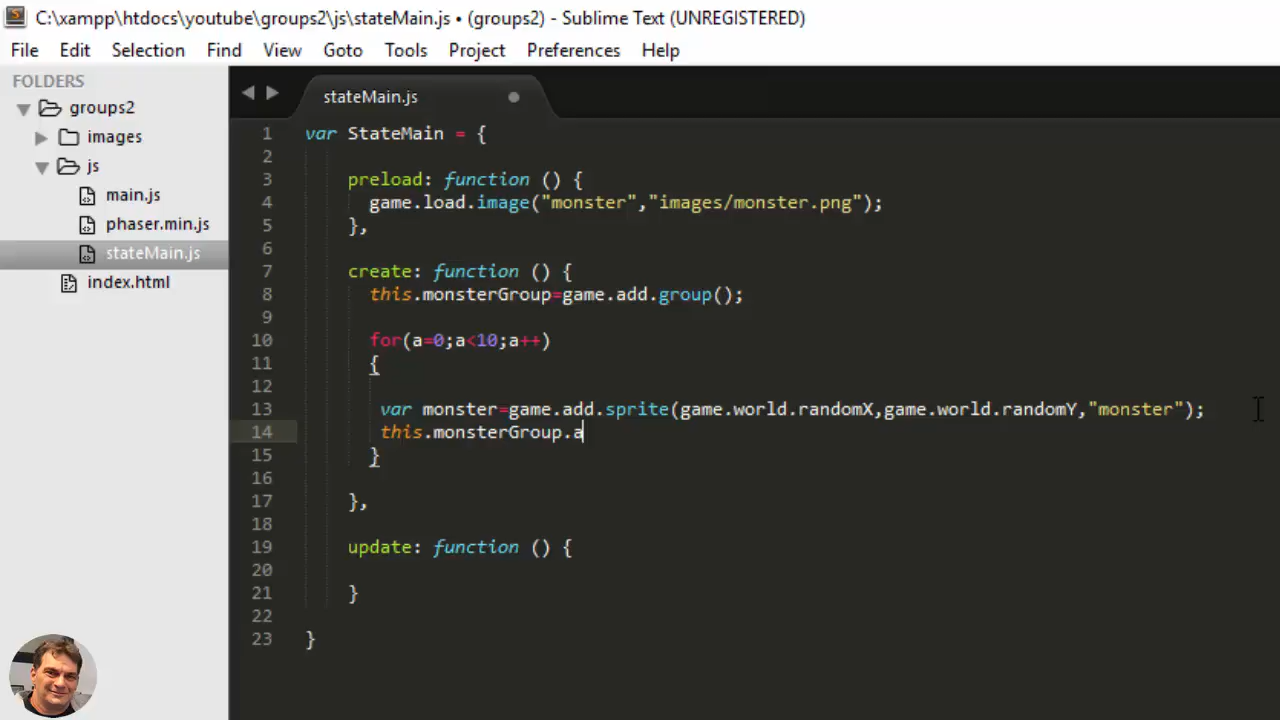 C:\xampp\htdocs\youtube\groups2\js\stateMain.js • (groups2) - Sublime Text (UNREGISTERED)
File Edit Selection View Find Goto Tools Project Preferences Help
FOLDERS
groups2
images
js
main.js
phaser.min.js
stateMain.js
index.html
stateMain.js
1 var StateMain = {
2
3 preload: function () {
4 game.load.image("monster","images/monster.png");
5 },
6
7 create: function () {
8 this.monsterGroup=game.add.group();
9
10 for(a=0;a<10;a++)
11 {
12
13 var monster=game.add.sprite(game.world.randomX,game.world.randomY,"monster");
14 this.monsterGroup.a
15 }
16
17 },
18
19 update: function () {
20
21 }
22
23 }